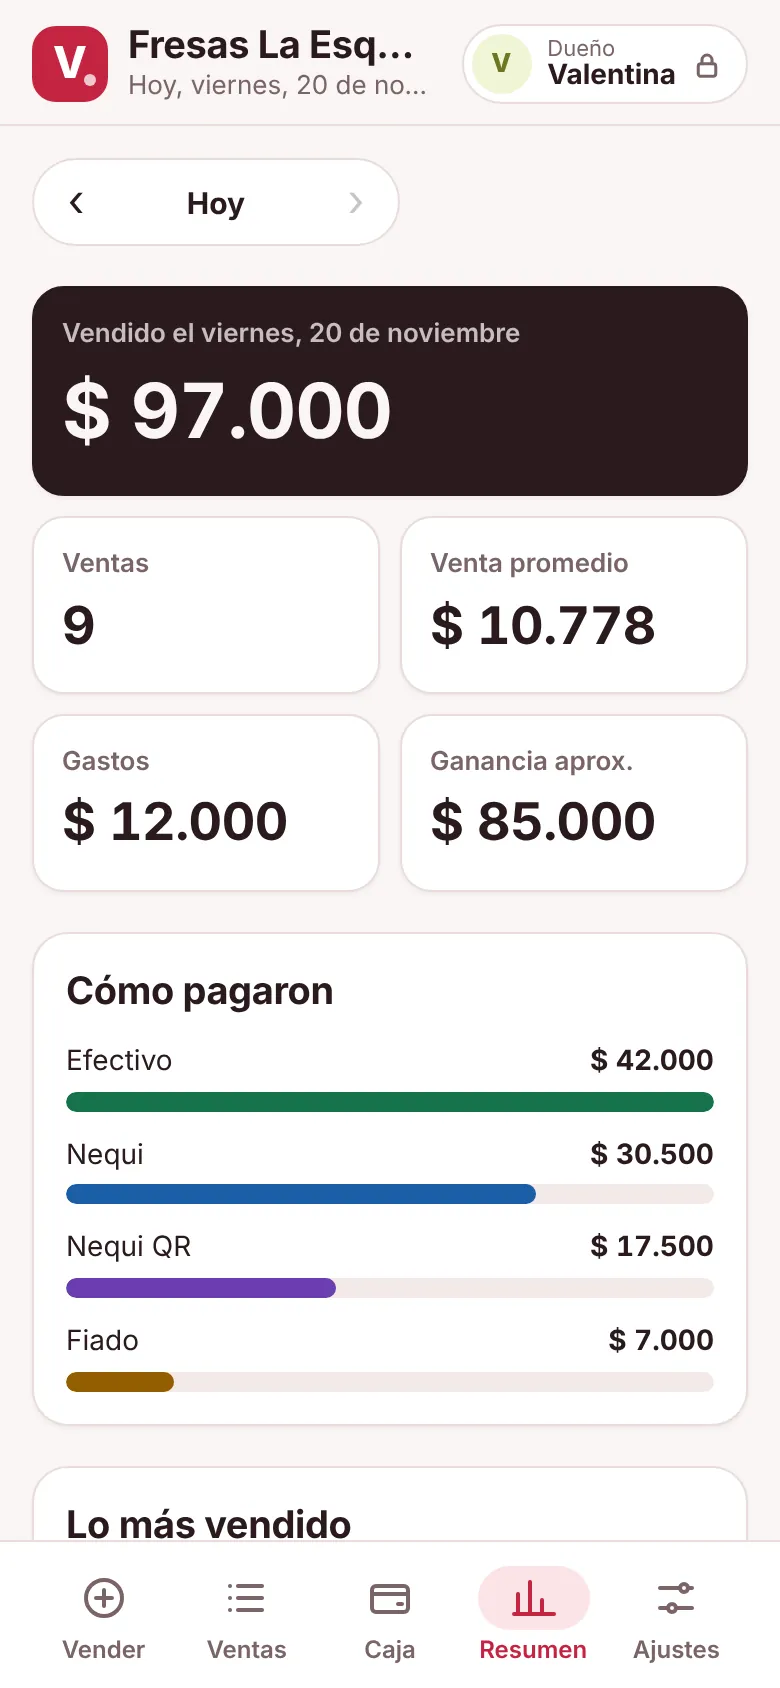 V.
Fresas La Esq...
Hoy, viernes, 20 de no...
V
Dueño
Valentina
Hoy
Vendido el viernes, 20 de noviembre
$ 97.000
Ventas
9
Venta promedio
$ 10.778
Gastos
$ 12.000
Ganancia aprox.
$ 85.000
Cómo pagaron
Efectivo $ 42.000
Nequi $ 30.500
Nequi QR $ 17.500
Fiado $ 7.000
Lo más vendido
Vender Ventas Caja Resumen Ajustes